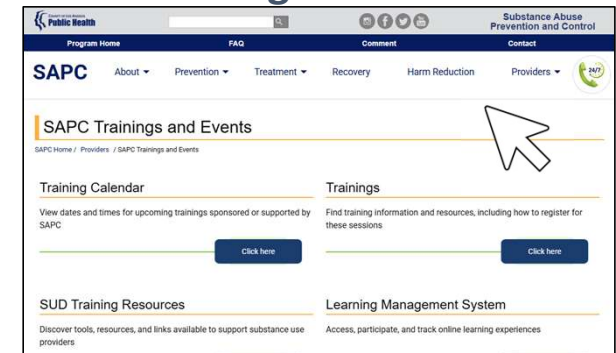 COUNTY OF LOS ANGELES
Public Health
Substance Abuse
Prevention and Control
Program Home FAQ Comment Contact
SAPC About Prevention Treatment Recovery Harm Reduction Providers 24/7
SAPC Trainings and Events
SAPC Home / Providers / SAPC Trainings and Events
Training Calendar
View dates and times for upcoming trainings sponsored or supported by
SAPC
Click here
Trainings
Find training information and resources, including how to register for
these sessions
Click here
SUD Training Resources
Discover tools, resources, and links available to support substance use
providers
Learning Management System
Access, participate, and track online learning experiences